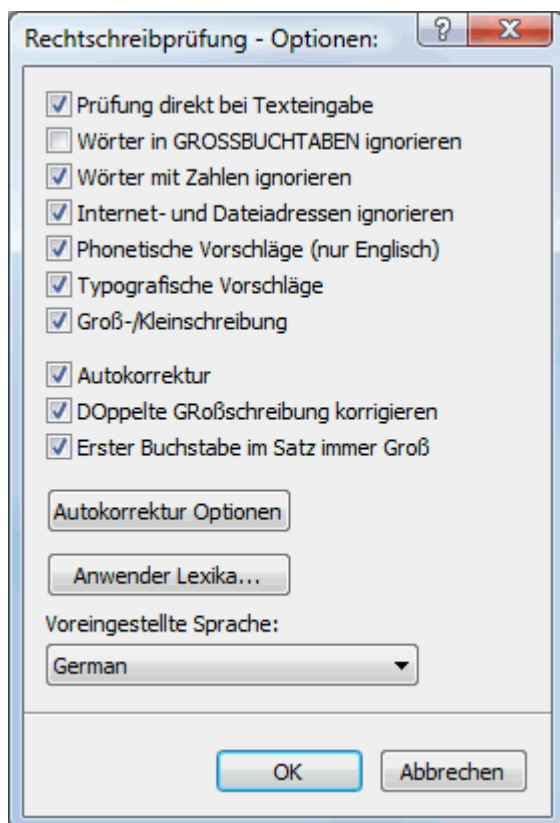 Rechtschreibprüfung - Optionen:
Prüfung direkt bei Texteingabe
Wörter in GROSSBUCHTABEN ignorieren
Wörter mit Zahlen ignorieren
Internet- und Dateiadressen ignorieren
Phonetische Vorschläge (nur Englisch)
Typografische Vorschläge
Groß-/Kleinschreibung
Autokorrektur
DOppelte GRoßschreibung korrigieren
Erster Buchstabe im Satz immer Groß
Autokorrektur Optionen
Anwender Lexika...
Voreingestellte Sprache:
German
OK Abbrechen